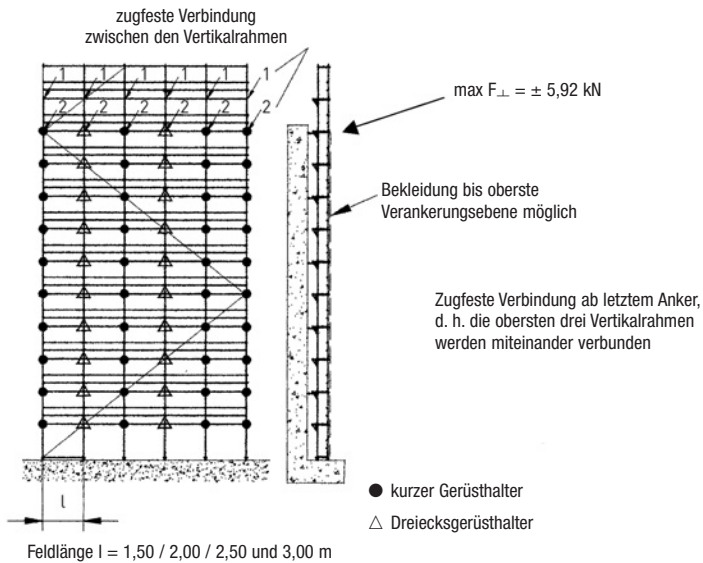 zugfeste Verbindung
zwischen den Vertikalrahmen
1 1 1 1 1 1
2 2 2 2 2 2
max F⊥ = ± 5,92 kN
Bekleidung bis oberste
Verankerungsebene möglich
Zugfeste Verbindung ab letztem Anker,
d. h. die obersten drei Vertikalrahmen
werden miteinander verbunden
l
kurzer Gerüsthalter
Dreiecksgerüsthalter
Feldlänge l = 1,50 / 2,00 / 2,50 und 3,00 m